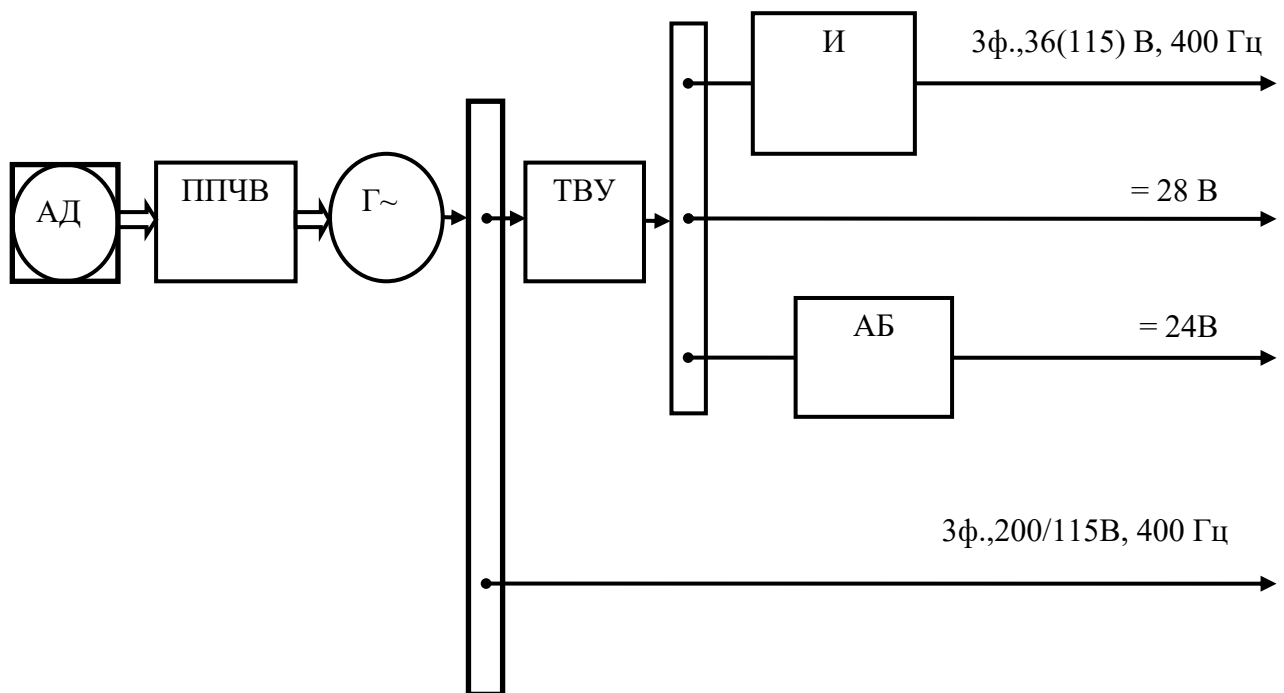 И
3ф.,36(115) В, 400 Гц
АД
ППЧВ
Г~
ТВУ
= 28 В
АБ
= 24В
3ф.,200/115В, 400 Гц